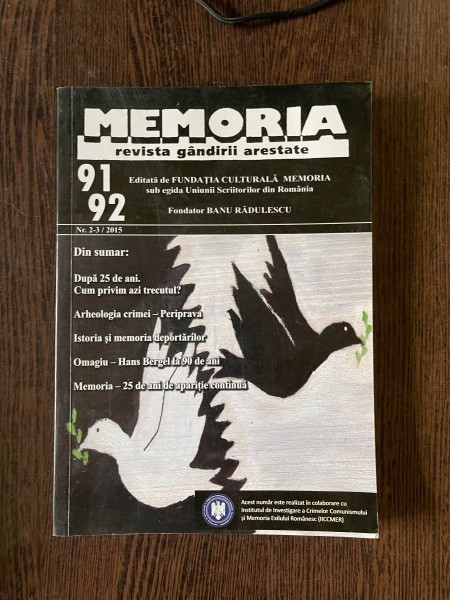 MEMORIA
revista gândirii arestate
91
92
Editată de FUNDAȚIA CULTURALĂ MEMORIA
sub egida Uniunii Scriitorilor din România
Fondator BANU RĂDULESCU
Nr. 2-3 / 2015
Din sumar:
După 25 de ani.
Cum privim azi trecutul?
Arheologia crimei – Periprava
Istoria și memoria deportărilor
Omagiu – Hans Bergel la 90 de ani
Memoria – 25 de ani de apariție continuă
Acest număr este realizat în colaborare cu
Institutul de Investigare a Crimelor Comunismului
și Memoria Exilului Românesc (IICCMER)